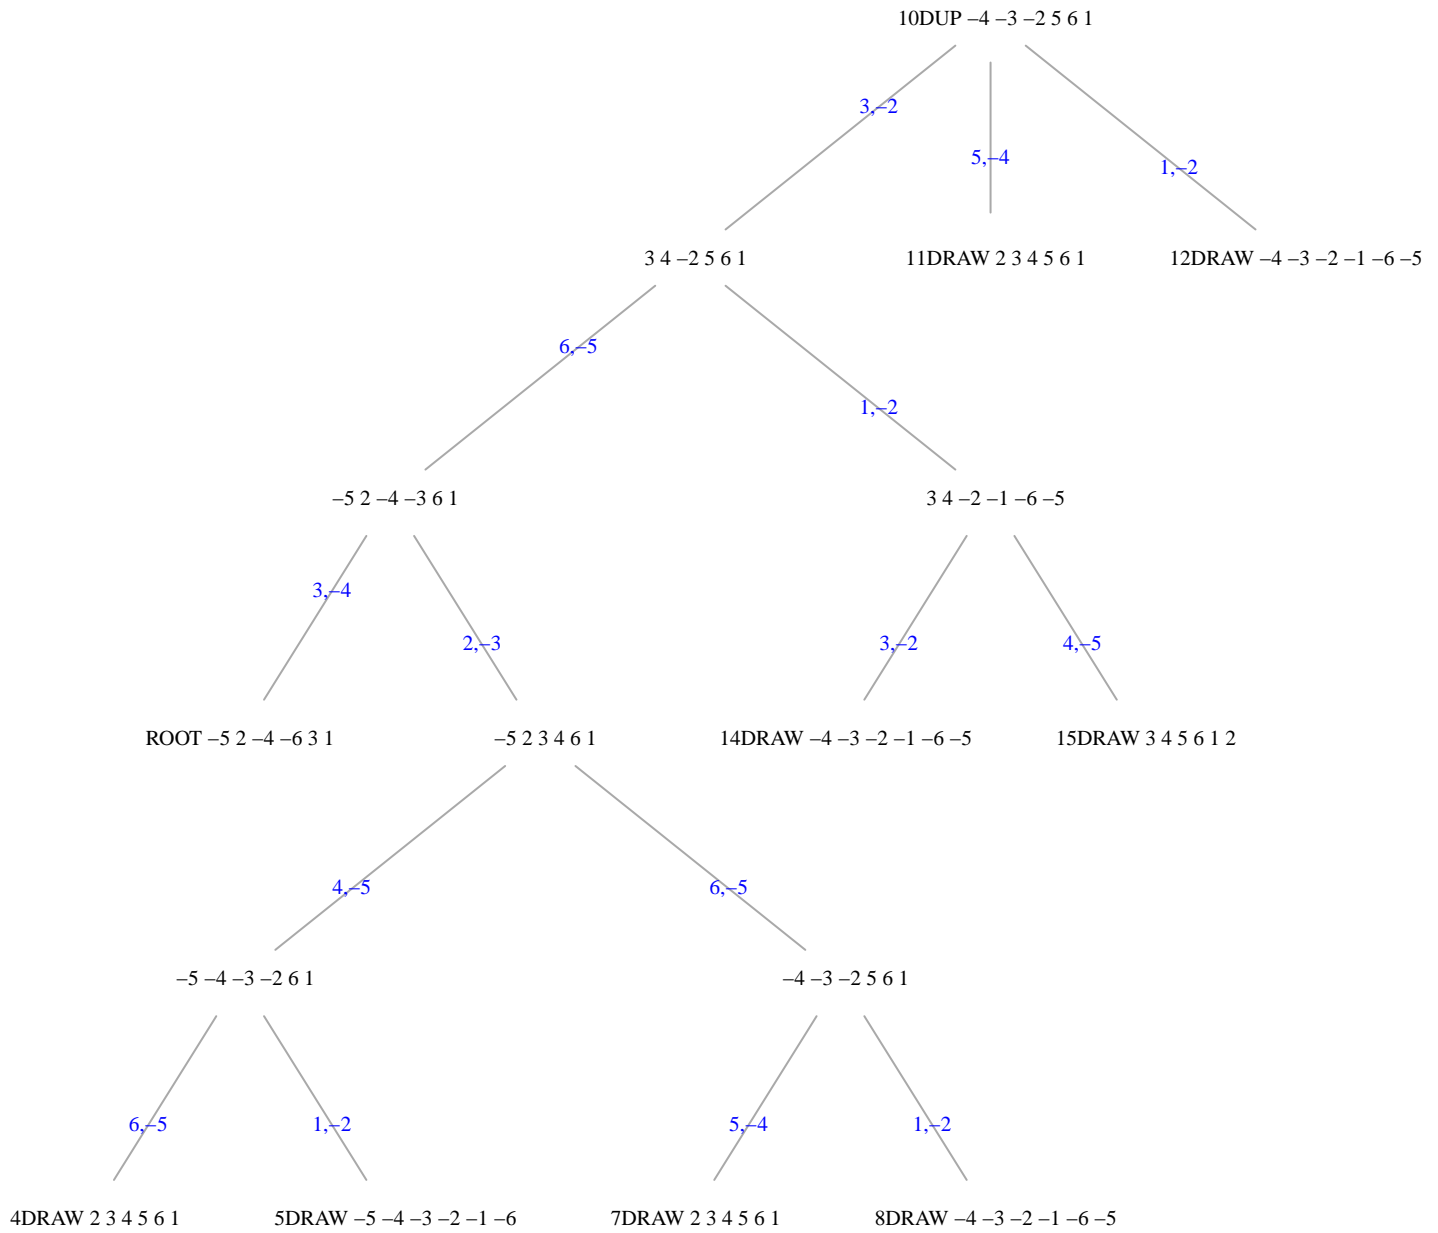 10DUP –4 –3 –2 5 6 1
3,–2
5,–4
1,–2
3 4 –2 5 6 1
11DRAW 2 3 4 5 6 1
12DRAW –4 –3 –2 –1 –6 –5
6,–5
1,–2
–5 2 –4 –3 6 1
3 4 –2 –1 –6 –5
3,–4
2,–3
3,–2
4,–5
ROOT –5 2 –4 –6 3 1
–5 2 3 4 6 1
14DRAW –4 –3 –2 –1 –6 –5
15DRAW 3 4 5 6 1 2
4,–5
6,–5
–5 –4 –3 –2 6 1
–4 –3 –2 5 6 1
6,–5
1,–2
5,–4
1,–2
4DRAW 2 3 4 5 6 1
5DRAW –5 –4 –3 –2 –1 –6
7DRAW 2 3 4 5 6 1
8DRAW –4 –3 –2 –1 –6 –5